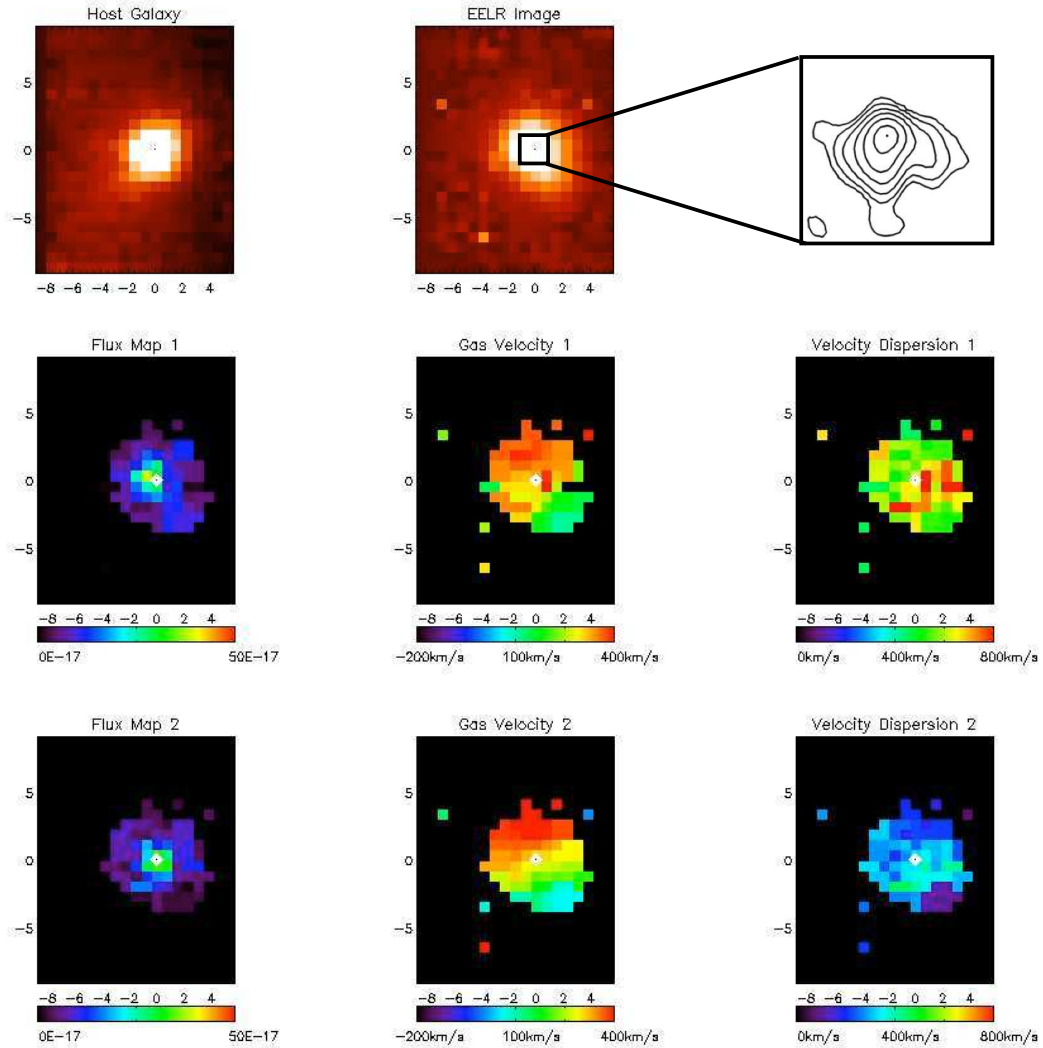 Host Galaxy
EELR Image
5
0
−5
−8 −6 −4 −2 0 2 4
5
0
−5
−8 −6 −4 −2 0 2 4
Flux Map 1
Gas Velocity 1
Velocity Dispersion 1
5
0
−5
−8 −6 −4 −2 0 2 4
0E−17 50E−17
5
0
−5
−8 −6 −4 −2 0 2 4
−200km/s 100km/s 400km/s
5
0
−5
−8 −6 −4 −2 0 2 4
0km/s 400km/s 800km/s
Flux Map 2
Gas Velocity 2
Velocity Dispersion 2
5
0
−5
−8 −6 −4 −2 0 2 4
0E−17 50E−17
5
0
−5
−8 −6 −4 −2 0 2 4
−200km/s 100km/s 400km/s
5
0
−5
−8 −6 −4 −2 0 2 4
0km/s 400km/s 800km/s